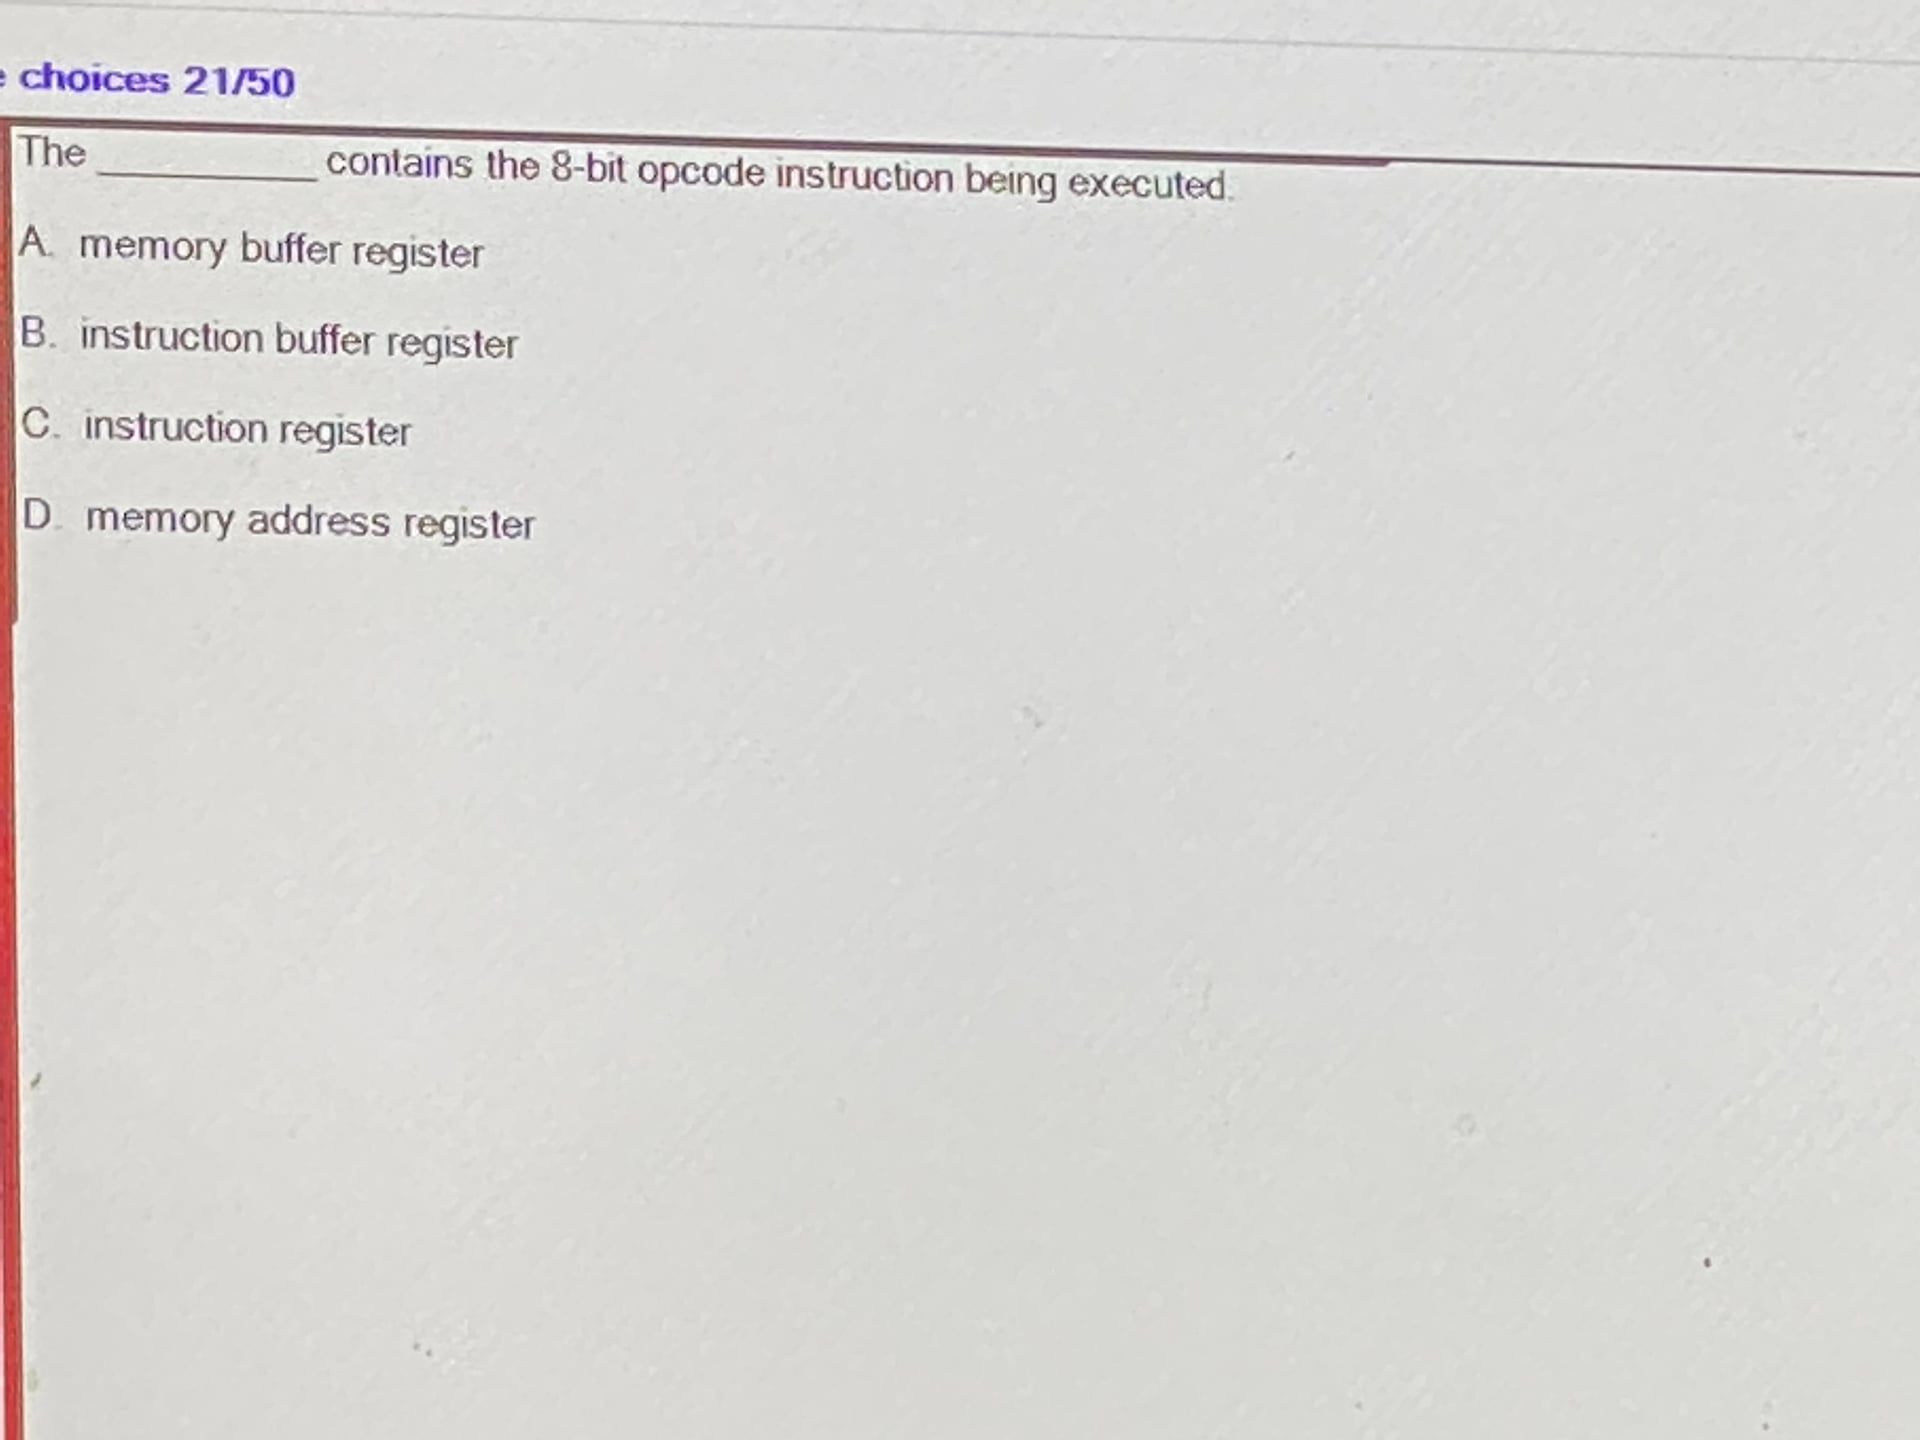 choices 21/50
The __________ contains the 8-bit opcode instruction being executed.
A. memory buffer register
B. instruction buffer register
C. instruction register
D. memory address register